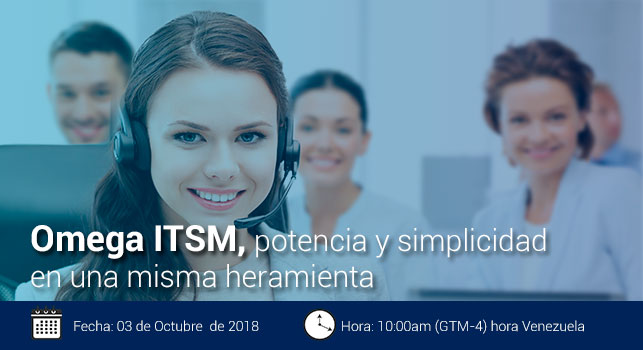 Omega ITSM, potencia y simplicidad
en una misma heramienta
Fecha: 03 de Octubre de 2018
Hora: 10:00am (GTM-4) hora Venezuela